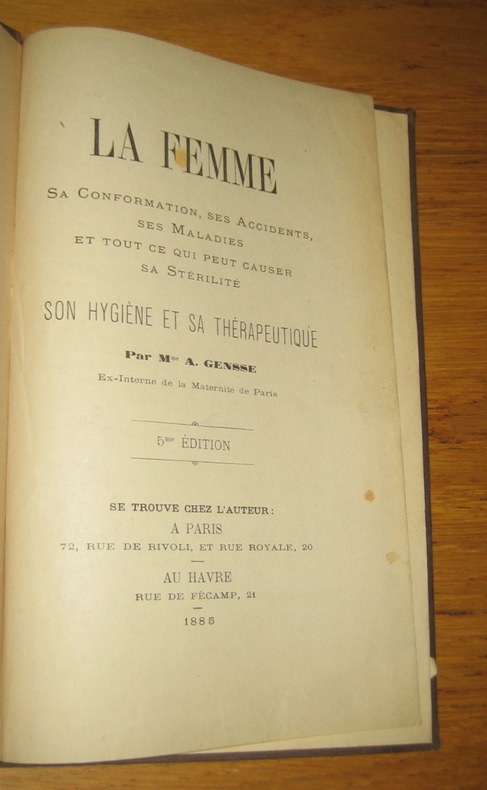 LA FEMME
SA CONFORMATION, SES ACCIDENTS,
SES MALADIES
ET TOUT CE QUI PEUT CAUSER
SA STÉRILITÉ
SON HYGIÈNE ET SA THÉRAPEUTIQUE
Par Mme A. GENSSE
Ex-Interne de la Maternite de Paris
5me ÉDITION
SE TROUVE CHEZ L'AUTEUR:
A PARIS
72, RUE DE RIVOLI, ET RUE ROYALE, 20
AU HAVRE
RUE DE FÉCAMP, 21
1885